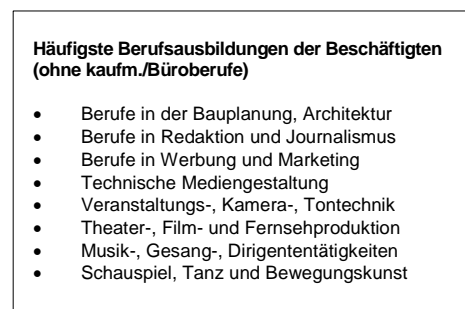 Häufigste Berufsausbildungen der Beschäftigten
(ohne kaufm./Büroberufe)
• Berufe in der Bauplanung, Architektur
• Berufe in Redaktion und Journalismus
• Berufe in Werbung und Marketing
• Technische Mediengestaltung
• Veranstaltungs-, Kamera-, Tontechnik
• Theater-, Film- und Fernsehproduktion
• Musik-, Gesang-, Dirigententätigkeiten
• Schauspiel, Tanz und Bewegungskunst